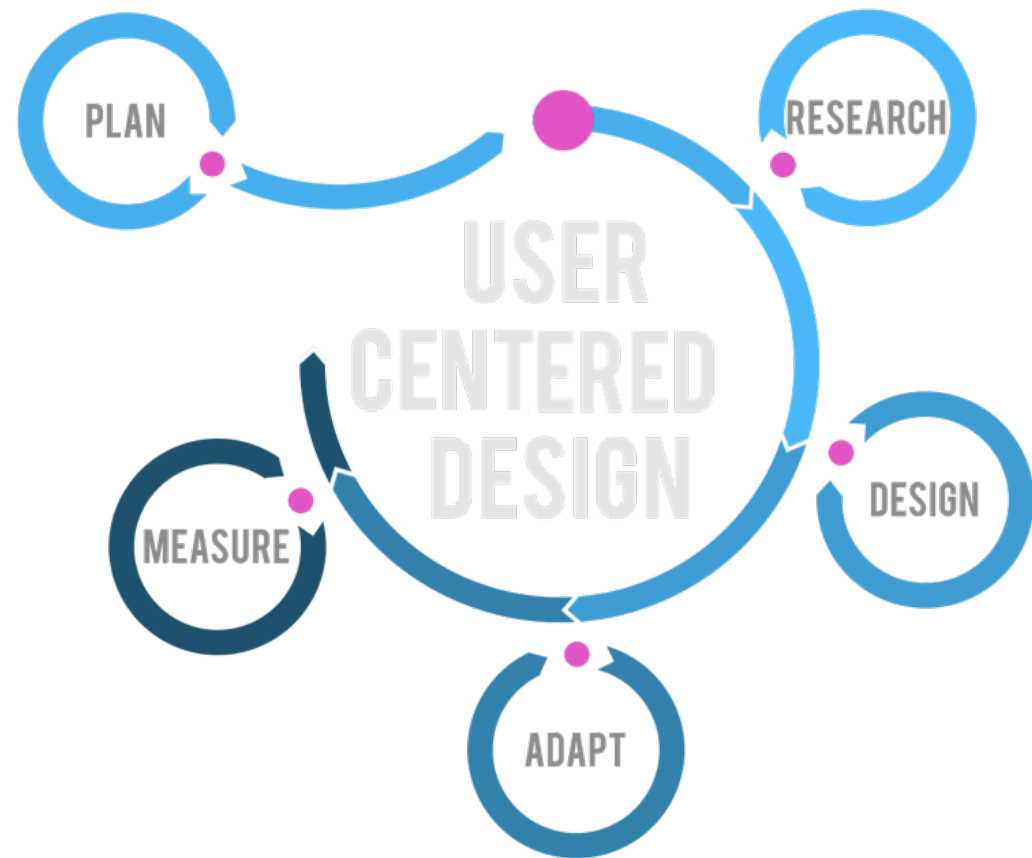 PLAN
RESEARCH
USER
CENTERED
DESIGN
DESIGN
MEASURE
ADAPT